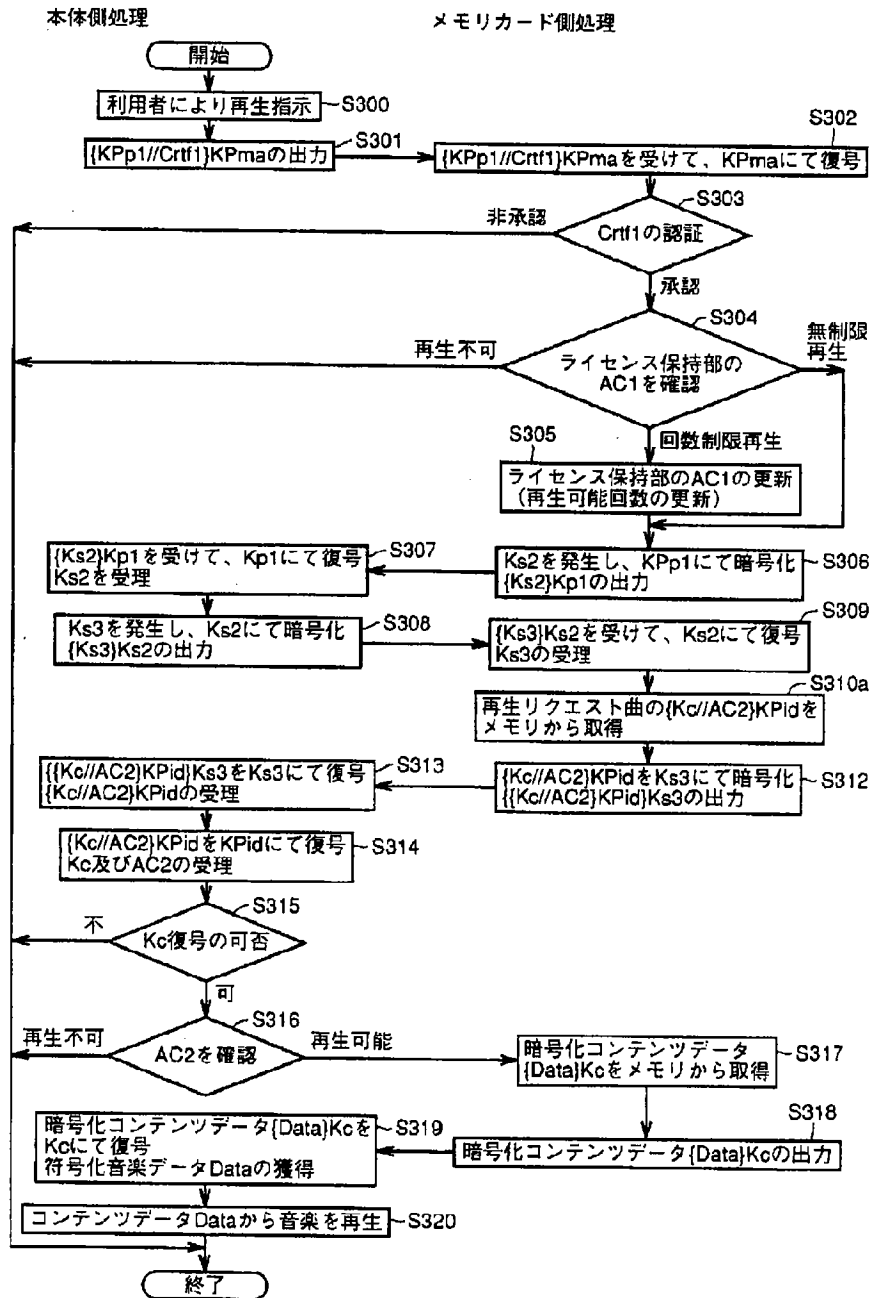 本体側処理
メモリカード側処理
開始
利用者により再生指示
S300
{KPp1//Crtf1}KPmaの出力
S301
S302
{KPp1//Crtf1}KPmaを受けて、KPmaにて復号
S303
Crtf1の認証
非承認
承認
S304
ライセンス保持部の
AC1を確認
再生不可
無制限
再生
回数制限再生
S305
ライセンス保持部のAC1の更新
(再生可能回数の更新)
Ks2を発生し、KPp1にて暗号化
{Ks2}Kp1の出力
S306
{Ks2}Kp1を受けて、Kp1にて復号
Ks2を受理
S307
Ks3を発生し、Ks2にて暗号化
{Ks3}Ks2の出力
S308
S309
{Ks3}Ks2を受けて、Ks2にて復号
Ks3の受理
S310a
再生リクエスト曲の{Kc//AC2}KPidを
メモリから取得
{Kc//AC2}KPidをKs3にて暗号化
{{Kc//AC2}KPid}Ks3の出力
S312
{{Kc//AC2}KPid}Ks3をKs3にて復号
{Kc//AC2}KPidの受理
S313
{Kc//AC2}KPidをKPidにて復号
Kc及びAC2の受理
S314
S315
Kc復号の可否
不
可
S316
AC2を確認
再生不可
再生可能
暗号化コンテンツデータ
{Data}Kcをメモリから取得
S317
S318
暗号化コンテンツデータ{Data}Kcの出力
暗号化コンテンツデータ{Data}Kcを
Kcにて復号
符号化音楽データDataの獲得
S319
コンテンツデータDataから音楽を再生
S320
終了